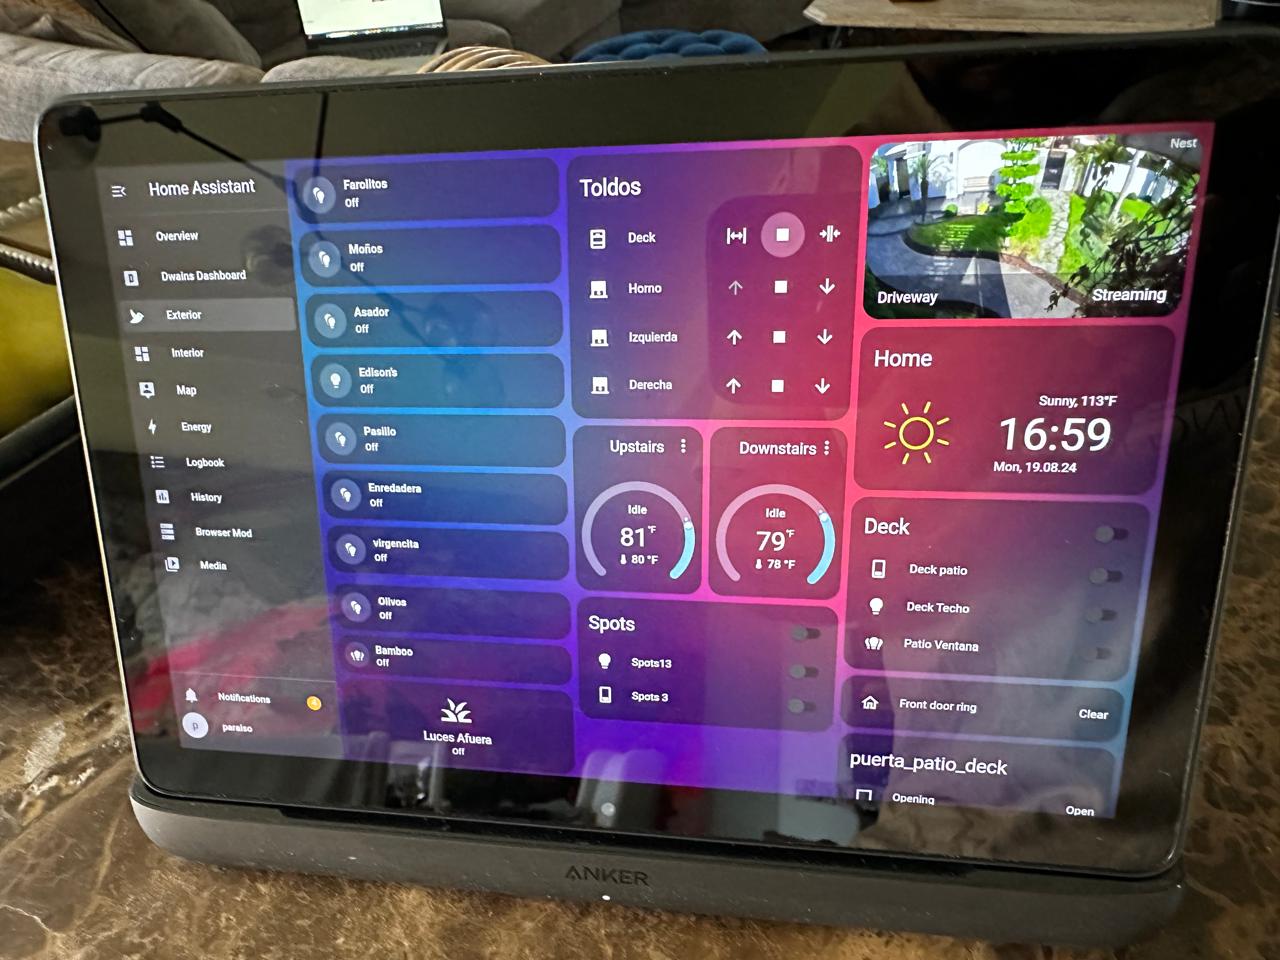 Home Assistant
Overview
Dwains Dashboard
Exterior
Interior
Map
Energy
Logbook
History
Browser Mod
Media
Notifications
4
p
paraiso
Farolitos
Off
Moños
Off
Asador
Off
Edison's
Off
Pasillo
Off
Enredadera
Off
virgencita
Off
Olivos
Off
Bamboo
Off
Luces Afuera
Off
Toldos
Deck
Horno
Izquierda
Derecha
Upstairs
Idle
81°F
80 °F
Downstairs
Idle
79°F
78 °F
Spots
Spots13
Spots 3
Nest
Driveway
Streaming
Home
Sunny, 113°F
16:59
Mon, 19.08.24
Deck
Deck patio
Deck Techo
Patio Ventana
Front door ring
Clear
puerta_patio_deck
Opening
Open
ANKER